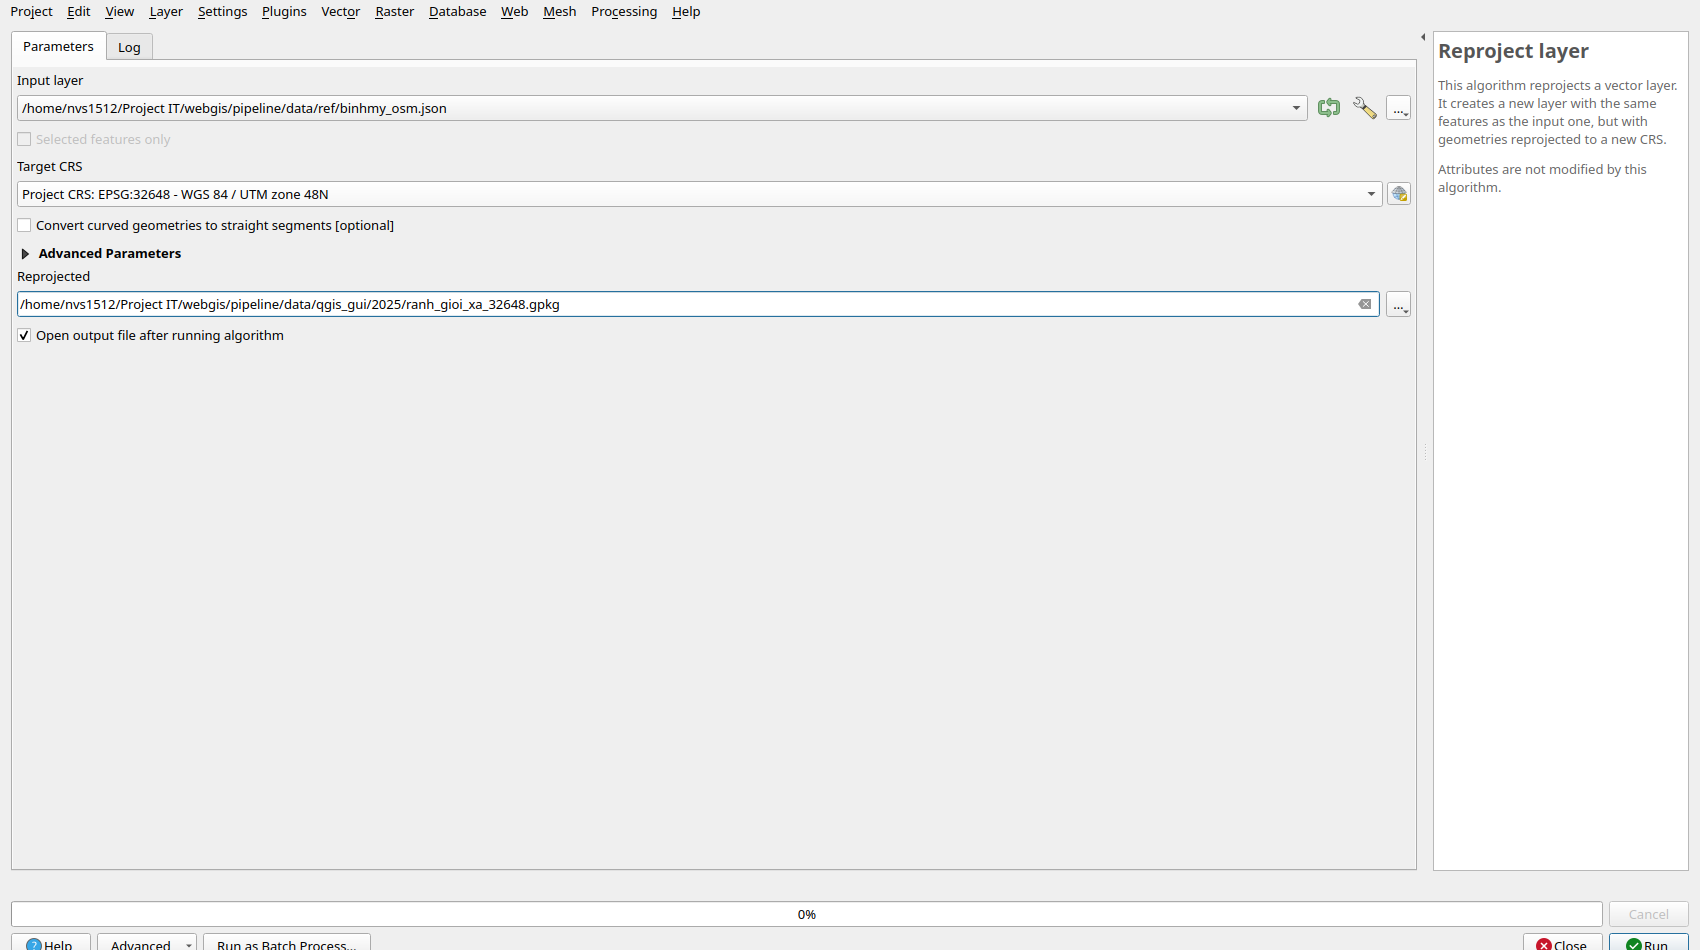 Project Edit View Layer Settings Plugins Vector Raster Database Web Mesh Processing Help
Parameters Log
Input layer
/home/nvs1512/Project IT/webgis/pipeline/data/ref/binhmy_osm.json
...
Selected features only
Target CRS
Project CRS: EPSG:32648 - WGS 84 / UTM zone 48N
Convert curved geometries to straight segments [optional]
Advanced Parameters
Reprojected
/home/nvs1512/Project IT/webgis/pipeline/data/qgis_gui/2025/ranh_gioi_xa_32648.gpkg
...
Open output file after running algorithm
Reproject layer
This algorithm reprojects a vector layer.
It creates a new layer with the same
features as the input one, but with
geometries reprojected to a new CRS.
Attributes are not modified by this
algorithm.
0%
Cancel
Help Advanced Run as Batch Process... Close Run